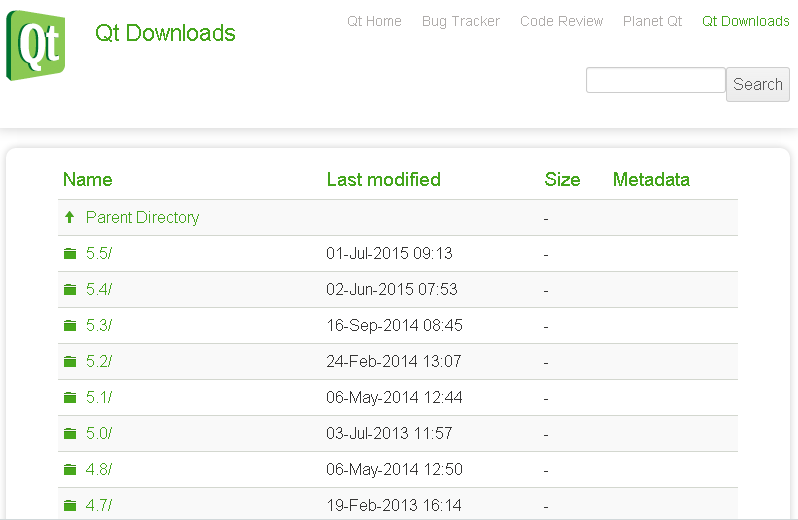 Qt
Qt Downloads
Qt Home Bug Tracker Code Review Planet Qt Qt Downloads
Search
Name Last modified Size Metadata
Parent Directory -
5.5/ 01-Jul-2015 09:13 -
5.4/ 02-Jun-2015 07:53 -
5.3/ 16-Sep-2014 08:45 -
5.2/ 24-Feb-2014 13:07 -
5.1/ 06-May-2014 12:44 -
5.0/ 03-Jul-2013 11:57 -
4.8/ 06-May-2014 12:50 -
4.7/ 19-Feb-2013 16:14 -